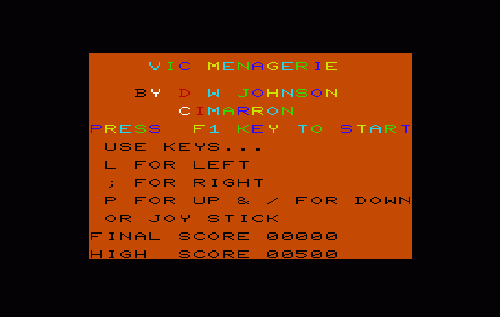 VIC MENAGERIE
BY D W JOHNSON
CIMARRON
PRESS F1 KEY TO START
USE KEYS...
L FOR LEFT
; FOR RIGHT
P FOR UP & / FOR DOWN
OR JOY STICK
FINAL SCORE 00000
HIGH SCORE 00500